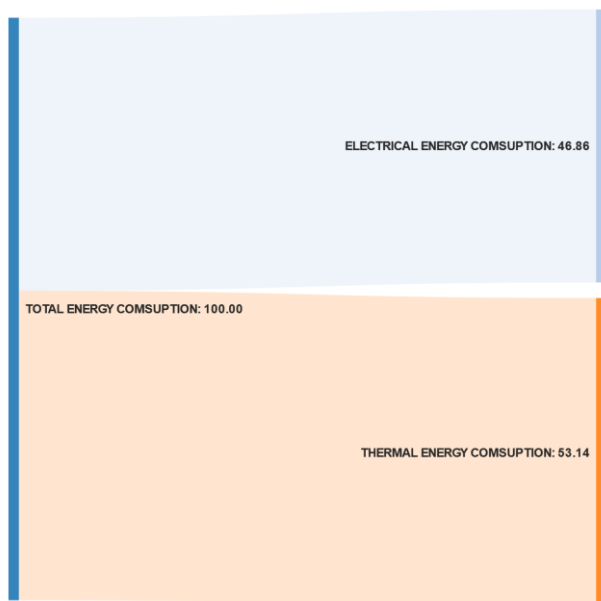 ELECTRICAL ENERGY COMSUPTION: 46.86
TOTAL ENERGY COMSUPTION: 100.00
THERMAL ENERGY COMSUPTION: 53.14